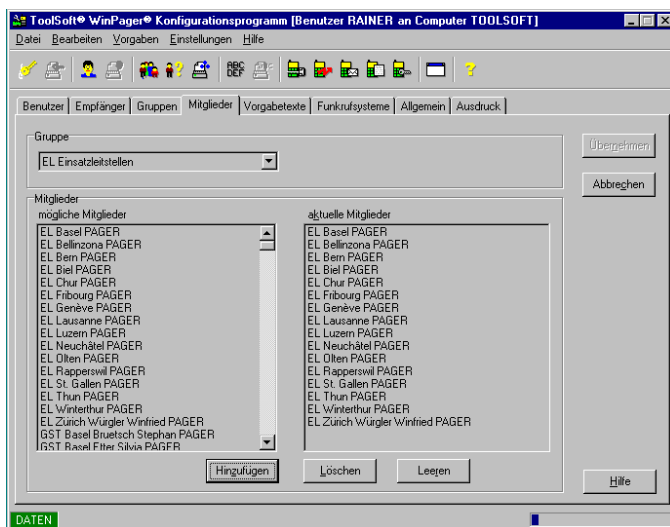 ToolSoft® WinPager® Konfigurationsprogramm [Benutzer RAINER an Computer TOOLSOFT]
Datei Bearbeiten Vorgaben Einstellungen Hilfe
ABC
DEF
Benutzer Empfänger Gruppen Mitglieder Vorgabetexte Funkrufsysteme Allgemein Ausdruck
Gruppe
EL Einsatzleitstellen
Übernehmen
Abbrechen
Mitglieder
mögliche Mitglieder
EL Basel PAGER
EL Bellinzona PAGER
EL Bern PAGER
EL Biel PAGER
EL Chur PAGER
EL Fribourg PAGER
EL Genève PAGER
EL Lausanne PAGER
EL Luzern PAGER
EL Neuchâtel PAGER
EL Olten PAGER
EL Rapperswil PAGER
EL St. Gallen PAGER
EL Thun PAGER
EL Winterthur PAGER
EL Zürich Würgler Winfried PAGER
GST Basel Bruetsch Stephan PAGER
GST Basel Etter Silvia PAGER
aktuelle Mitglieder
EL Basel PAGER
EL Bellinzona PAGER
EL Bern PAGER
EL Biel PAGER
EL Chur PAGER
EL Fribourg PAGER
EL Genève PAGER
EL Lausanne PAGER
EL Luzern PAGER
EL Neuchâtel PAGER
EL Olten PAGER
EL Rapperswil PAGER
EL St. Gallen PAGER
EL Thun PAGER
EL Winterthur PAGER
EL Zürich Würgler Winfried PAGER
Hinzufügen Löschen Leeren
Hilfe
DATEN